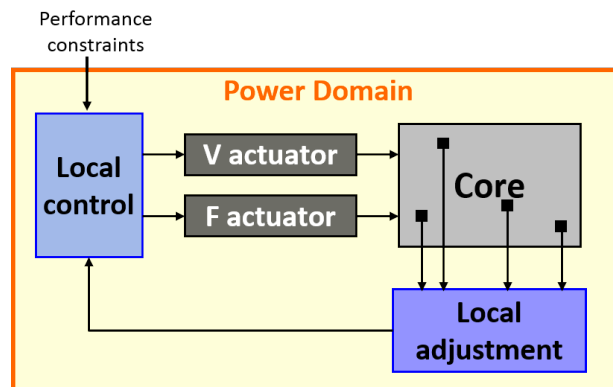 Performance
constraints
Power Domain
Local
control
V actuator
F actuator
Core
Local
adjustment